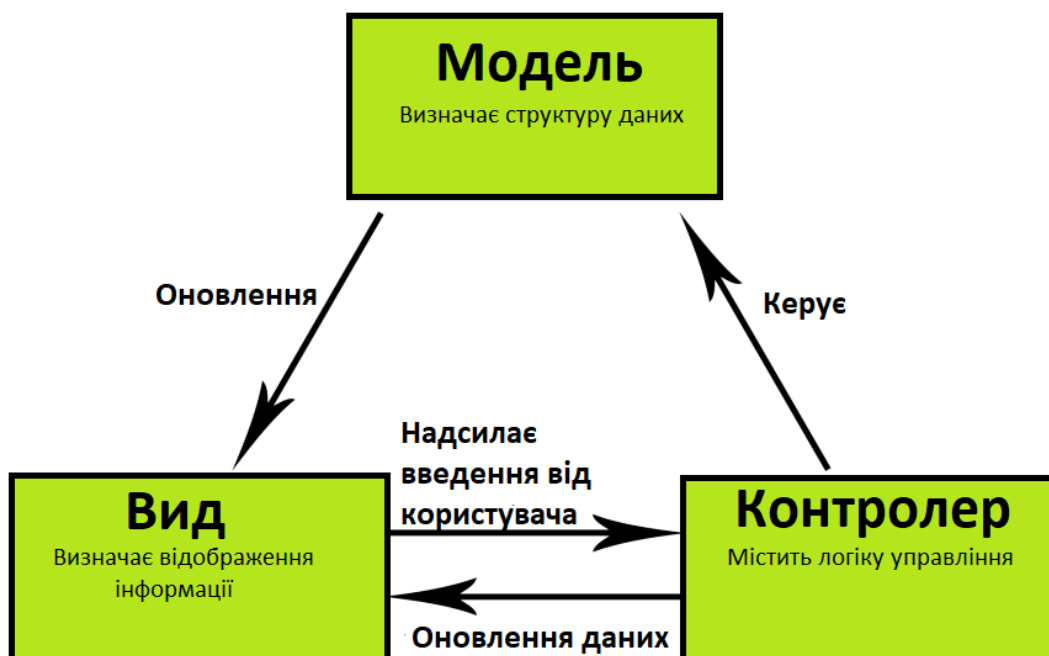 Модель
Визначає структуру даних
Оновлення
Керує
Надсилає
введення від
користувача
Вид
Визначає відображення
інформації
Контролер
Містить логіку управління
Оновлення даних